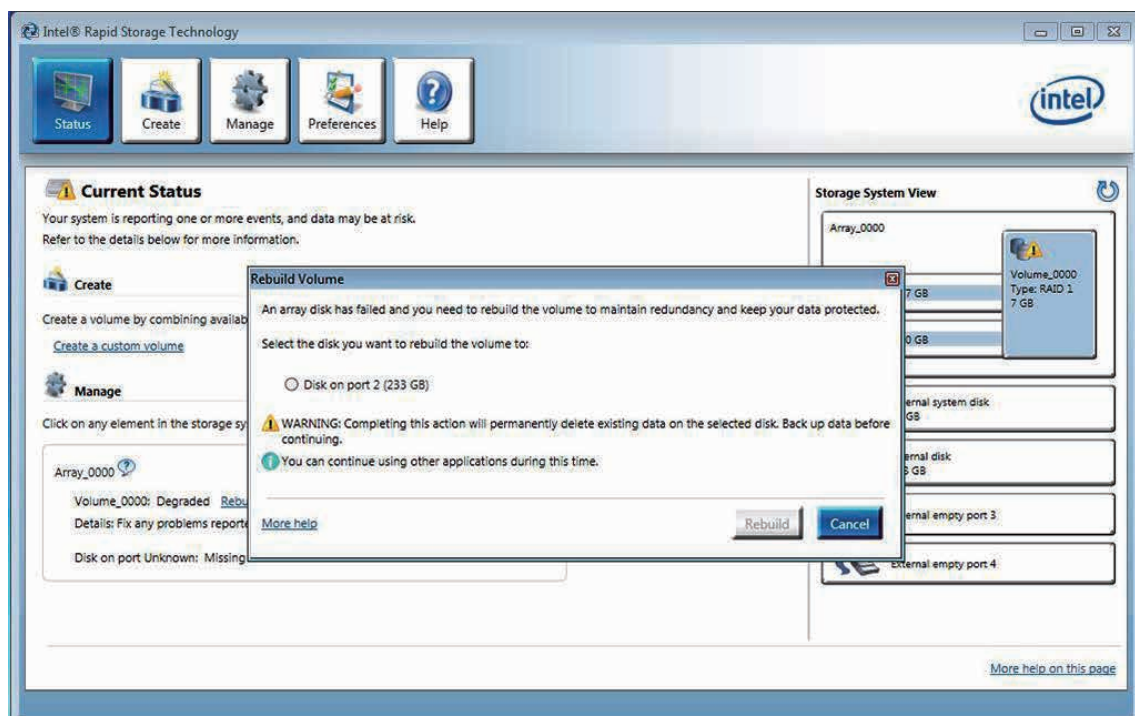 Intel® Rapid Storage Technology
Status
Create
Manage
Preferences
Help
intel
Current Status
Your system is reporting one or more events, and data may be at risk.
Refer to the details below for more information.
Create
Create a volume by combining availab
Create a custom volume
Manage
Click on any element in the storage sy
Array_0000
Volume_0000: Degraded Rebu
Details: Fix any problems reporte
Disk on port Unknown: Missing
Rebuild Volume
An array disk has failed and you need to rebuild the volume to maintain redundancy and keep your data protected.
Select the disk you want to rebuild the volume to:
Disk on port 2 (233 GB)
WARNING: Completing this action will permanently delete existing data on the selected disk. Back up data before
continuing.
You can continue using other applications during this time.
More help
Rebuild
Cancel
Storage System View
Array_0000
Volume_0000
Type: RAID 1
7 GB
7 GB
0 GB
ernal system disk
GB
ernal disk
GB
ernal empty port 3
External empty port 4
More help on this page